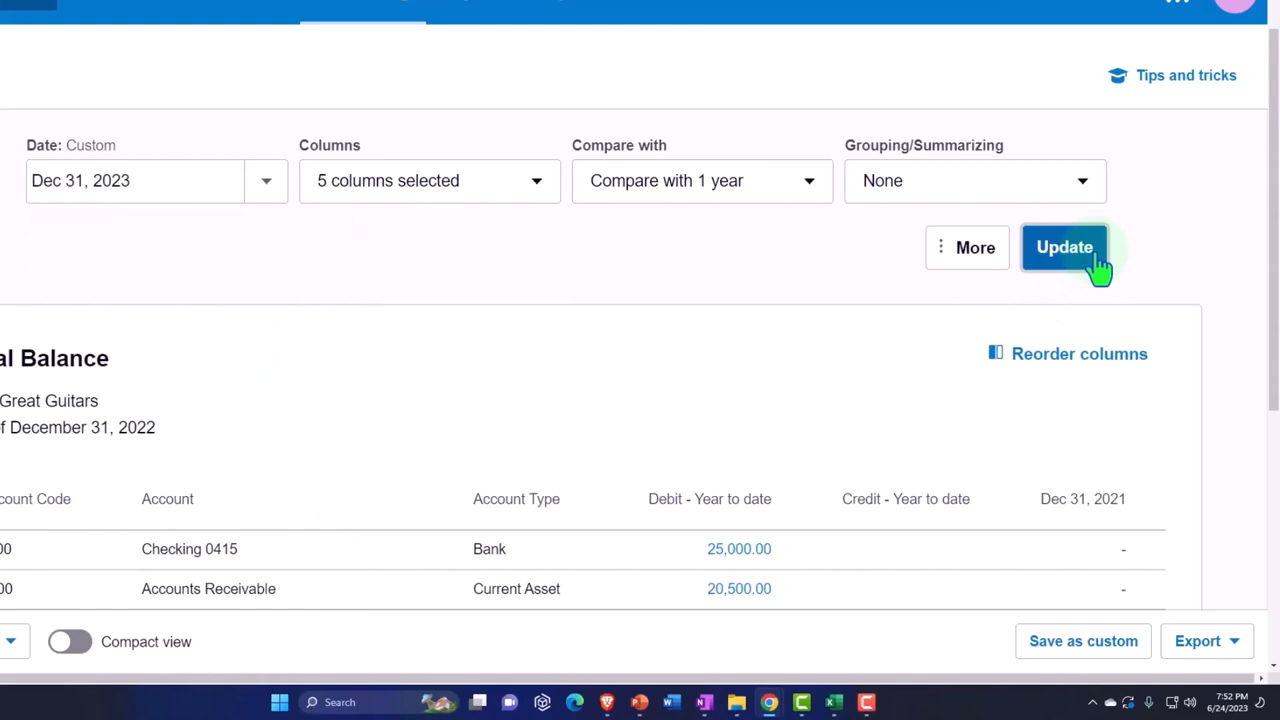 Tips and tricks
Date: Custom
Columns
Compare with
Grouping/Summarizing
Dec 31, 2023
5 columns selected
Compare with 1 year
None
More
Update
al Balance
Reorder columns
Great Guitars
f December 31, 2022
count Code
Account
Account Type
Debit - Year to date
Credit - Year to date
Dec 31, 2021
00
Checking 0415
Bank
25,000.00
-
00
Accounts Receivable
Current Asset
20,500.00
-
Compact view
Save as custom
Export
Search
7:52 PM
6/24/2023